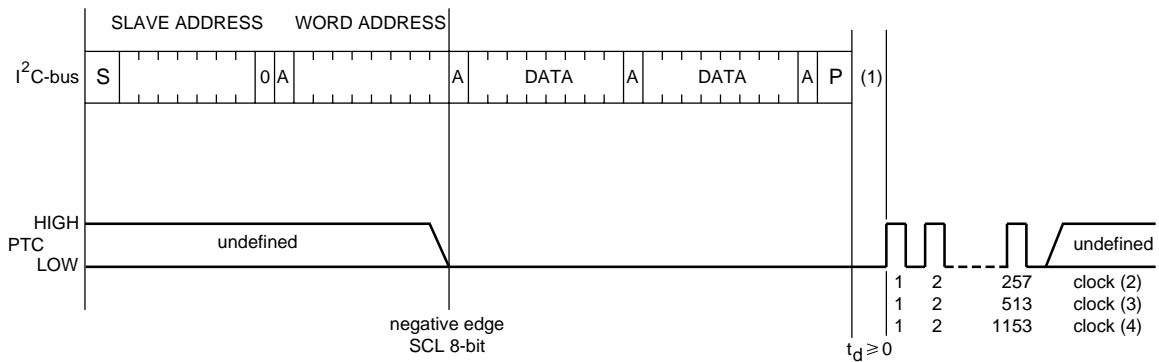 SLAVE ADDRESS WORD ADDRESS
I2C-bus S 0 A A DATA A DATA A P (1)
HIGH
PTC undefined undefined
LOW
1 2 257 clock (2)
1 2 513 clock (3)
1 2 1153 clock (4)
negative edge
SCL 8-bit
td ⩾ 0